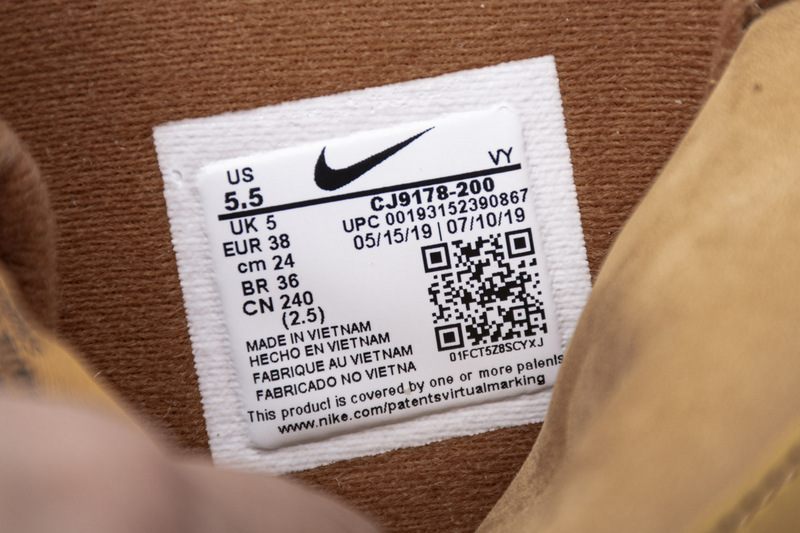 US
5.5
VY
CJ9178-200
UPC 00193152390867
05/15/19 | 07/10/19
UK 5
EUR 38
cm 24
BR 36
CN 240
(2.5)
01FCT5Z8SCYXJ
MADE IN VIETNAM
HECHO EN VIETNAM
FABRIQUE AU VIETNAM
FABRICADO NO VIETNA
This product is covered by one or more patents
www.nike.com/patentsvirtualmarking